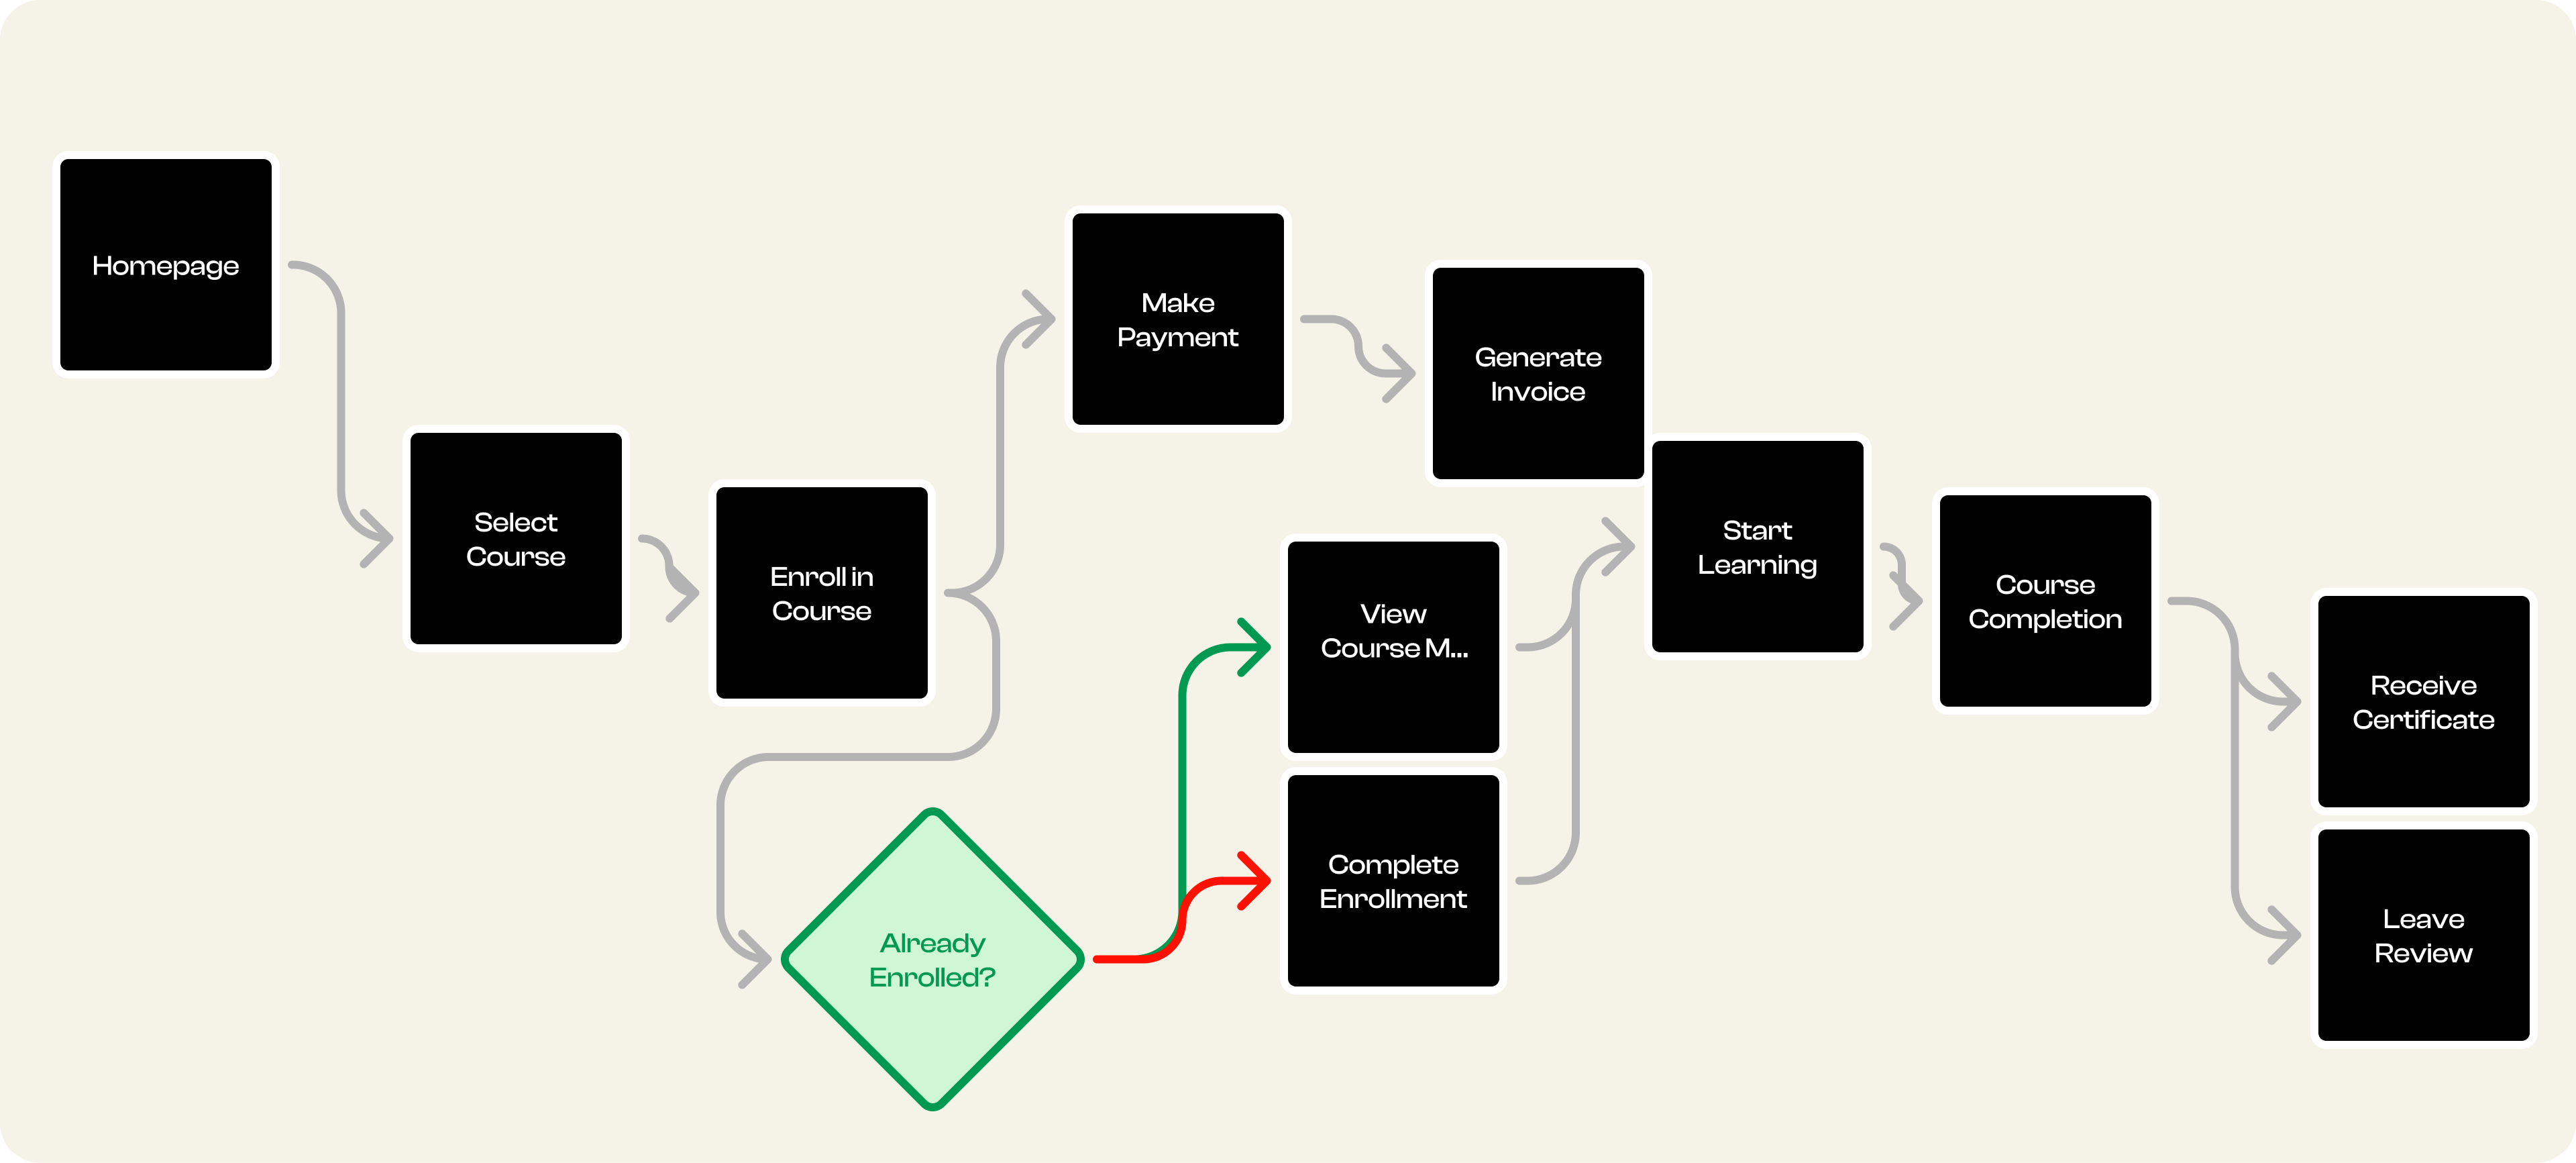 Homepage
Select
Course
Enroll in
Course
Make
Payment
Generate
Invoice
Already
Enrolled?
View
Course M...
Complete
Enrollment
Start
Learning
Course
Completion
Receive
Certificate
Leave
Review